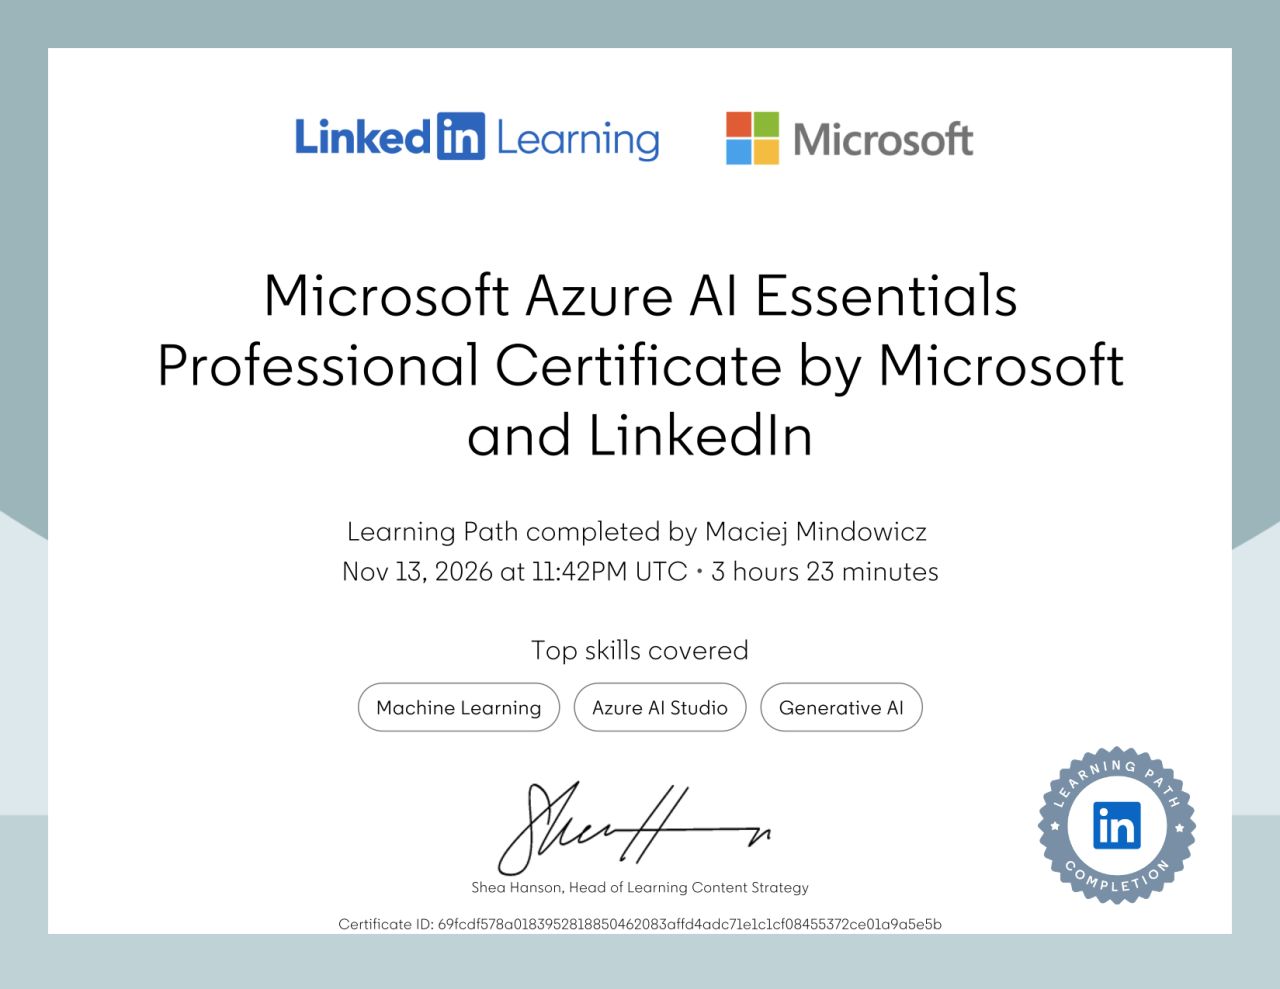 LinkedIn Learning
Microsoft
Microsoft Azure AI Essentials
Professional Certificate by Microsoft
and LinkedIn
Learning Path completed by Maciej Mindowicz
Nov 13, 2026 at 11:42PM UTC • 3 hours 23 minutes
Top skills covered
Machine Learning
Azure AI Studio
Generative AI
Shea Hanson, Head of Learning Content Strategy
LEARNING PATH
in
COMPLETION
Certificate ID: 69fcdf578a0183952818850462083affd4adc71e1c1cf08455372ce01a9a5e5b